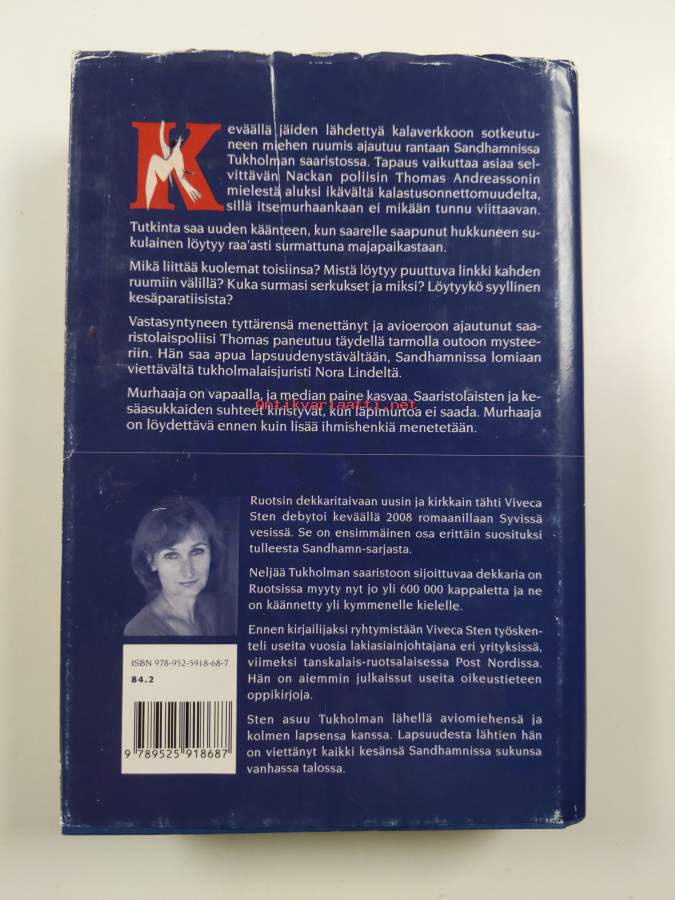 Keväällä jäiden lähdettyä kalaverkkoon sotkeutu-
neen miehen ruumis ajautuu rantaan Sandhamnissa
Tukholman saaristossa. Tapaus vaikuttaa asiaa sel-
vittävän Nackan poliisin Thomas Andreassonin
mielestä aluksi ikävältä kalastusonnettomuudelta,
sillä itsemurhaankaan ei mikään tunnu viittaavan.
Tutkinta saa uuden käänteen, kun saarelle saapunut hukkuneen su-
kulainen löytyy raa'asti surmattuna majapaikastaan.
Mikä liittää kuolemat toisiinsa? Mistä löytyy puuttuva linkki kahden
ruumiin välillä? Kuka surmasi serkukset ja miksi? Löytyykö syyllinen
kesäparatiisista?
Vastasyntyneen tyttärensä menettänyt ja avioeroon ajautunut saa-
ristolaispoliisi Thomas paneutuu täydellä tarmolla outoon mystee-
riin. Hän saa apua lapsuudenystävältään, Sandhamnissa lomiaan
viettävältä tukholmalaisjuristi Nora Lindeltä.
Murhaaja on vapaalla, ja median paine kasvaa. Saaristolaisten ja ke-
Antikvariaatti.net
säasukkaiden suhteet kiristyvät, kun läpimurtoa ei saada. Murhaaja
on löydettävä ennen kuin lisää ihmishenkiä menetetään.
Ruotsin dekkaritaivaan uusin ja kirkkain tähti Viveca
Sten debytoi keväällä 2008 romaanillaan Syvissä
vesissä. Se on ensimmäinen osa erittäin suosituksi
tulleesta Sandhamn-sarjasta.
Neljää Tukholman saaristoon sijoittuvaa dekkaria on
Ruotsissa myyty nyt jo yli 600 000 kappaletta ja ne
on käännetty yli kymmenelle kielelle.
Ennen kirjailijaksi ryhtymistään Viveca Sten työsken-
teli useita vuosia lakiasiainjohtajana eri yrityksissä,
viimeksi tanskalais-ruotsalaisessa Post Nordissa.
Hän on aiemmin julkaissut useita oikeustieteen
oppikirjoja.
Sten asuu Tukholman lähellä aviomiehensä ja
kolmen lapsensa kanssa. Lapsuudesta lähtien hän
on viettänyt kaikki kesänsä Sandhamnissa sukunsa
vanhassa talossa.
ISBN 978-952-5918-68-7
84.2
9 789525 918687